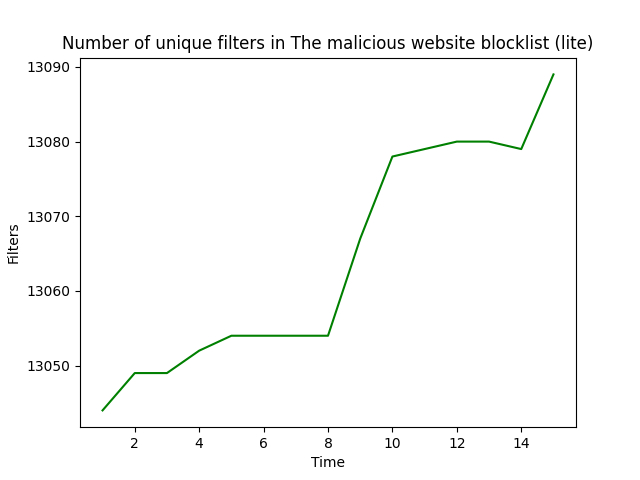 Number of unique filters in The malicious website blocklist (lite)
13090
13080
13070
13060
13050
Filters
2 4 6 8 10 12 14
Time